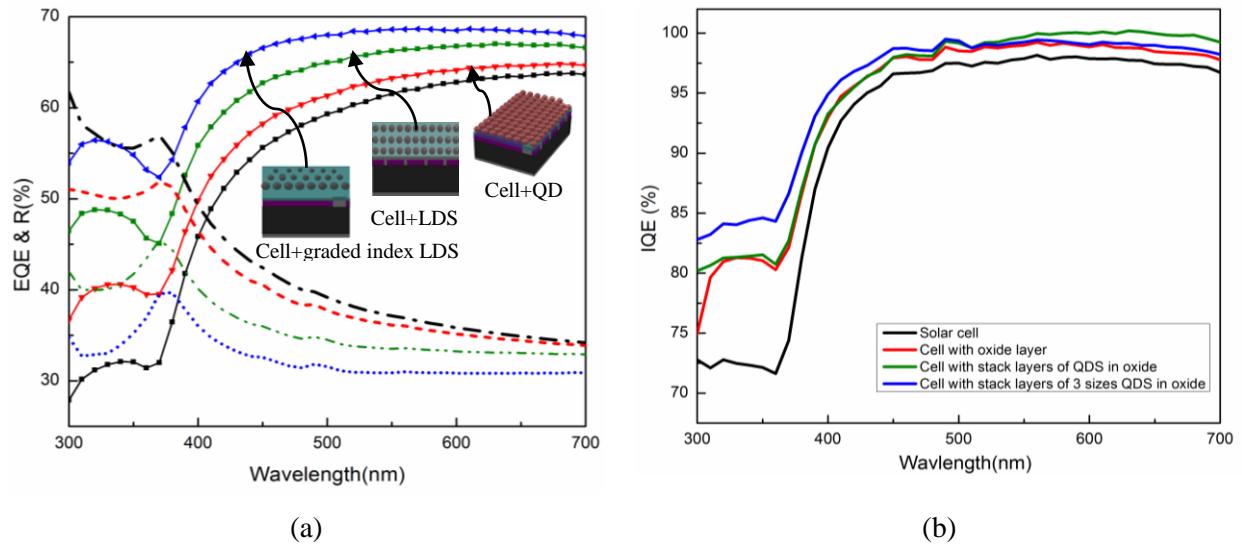 70
60
50
40
30
300
400
500
600
700
EQE & R(%)
Wavelength(nm)
Cell+QD
Cell+LDS
Cell+graded index LDS
(a)
100
95
90
85
80
75
70
300
400
500
600
700
IQE (%)
Wavlength(nm)
Solar cell
Cell with oxide layer
Cell with stack layers of QDS in oxide
Cell with stack layers of 3 sizes QDS in oxide
(b)